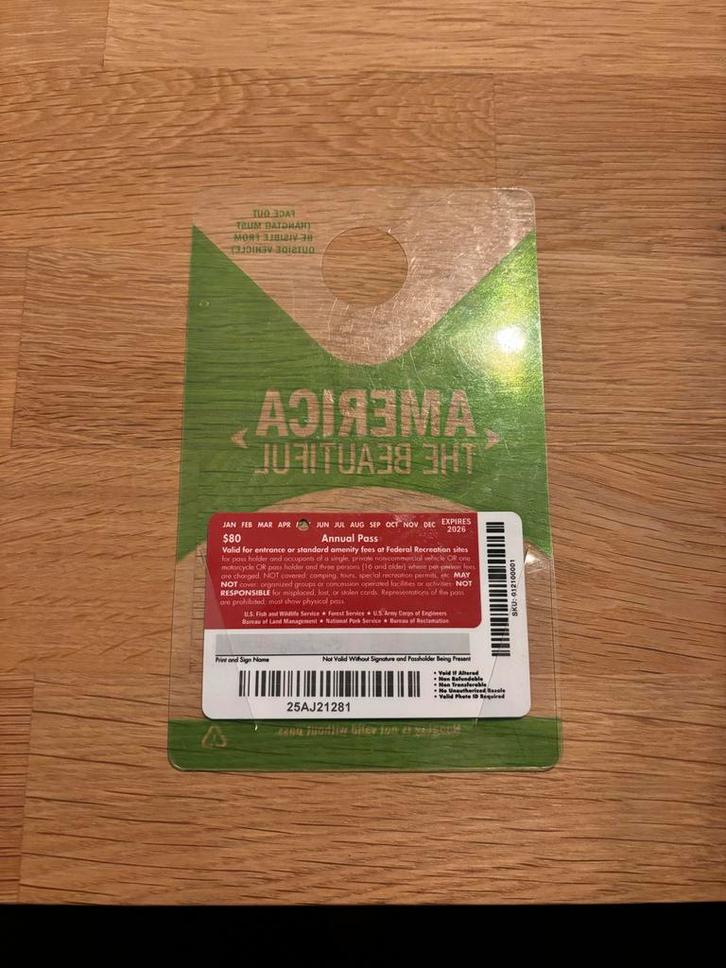 FACE OUT
(HANGTAG MUST
BE VISIBLE FROM
OUTSIDE VEHICLE)
AMERICA
THE BEAUTIFUL
JAN FEB MAR APR JUN JUL AUG SEP OCT NOV DEC EXPIRES 2026
$80 Annual Pass
Valid for entrance or standard amenity fees at Federal Recreation sites
for pass holder and occupants of a single, private noncommercial vehicle OR one
motorcycle OR pass holder and three persons (16 and older) where per-person fees
are charged. NOT covered: camping, tours, special recreation permits, etc. MAY
NOT cover: organized groups or concession operated facilities or activities. NOT
RESPONSIBLE for misplaced, lost, or stolen cards. Representations of the pass
are prohibited; must show physical pass.
U.S. Fish and Wildlife Service ★ Forest Service ★ U.S. Army Corps of Engineers
Bureau of Land Management ★ National Park Service ★ Bureau of Reclamation
SKU: 012100001
Print and Sign Name Not Valid Without Signature and Passholder Being Present
• Void if Altered
• Non Refundable
• Non Transferable
• No Unauthorized Resale
• Valid Photo ID Required
25AJ21281
Hangtag is not valid without pass.